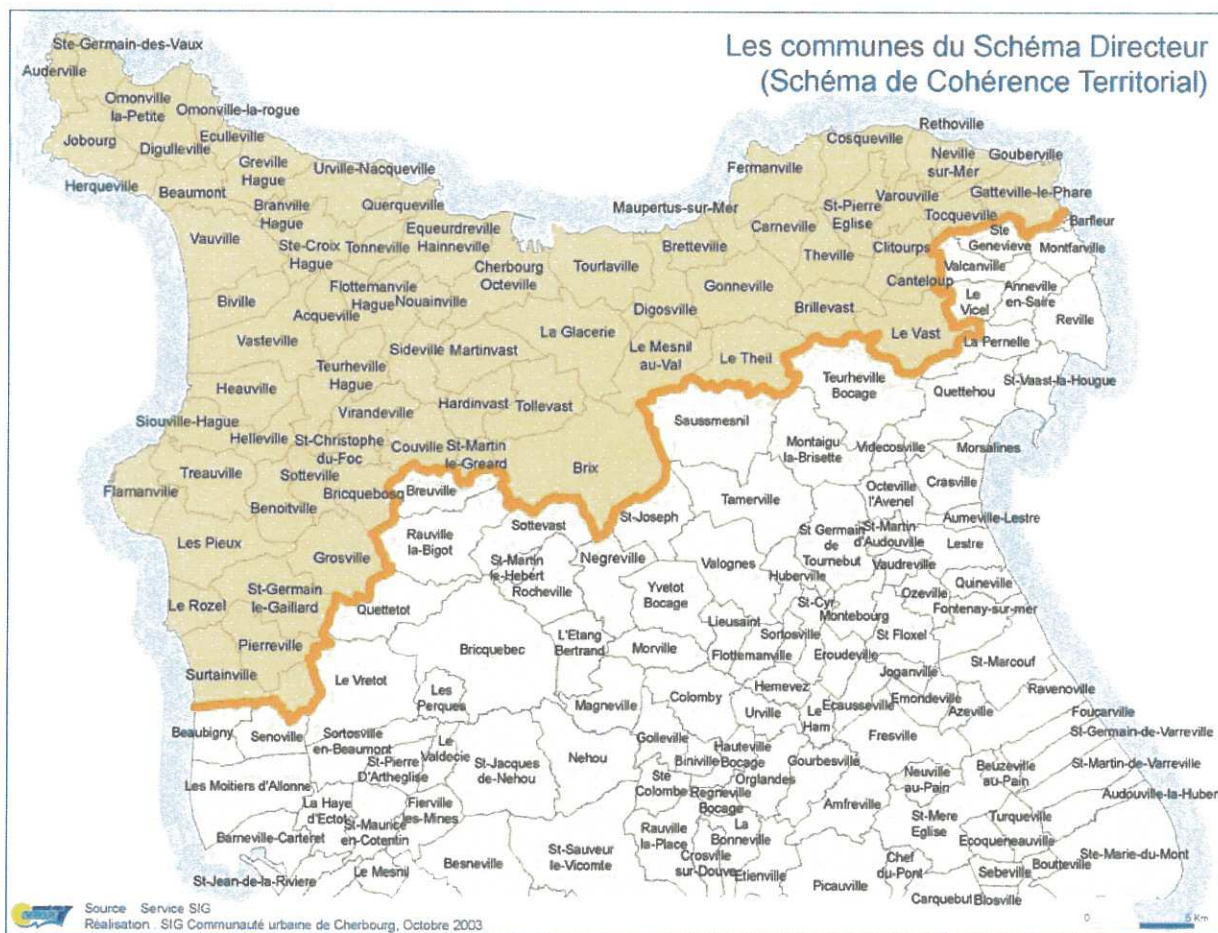 Les communes du Schéma Directeur
(Schéma de Cohérence Territorial)
Ste-Germain-des-Vaux
Auderville
Omonville
la-Petite
Omonville-la-rogue
Jobourg
Digulleville
Eculleville
Herqueville
Beaumont
Greville
Hague
Urville-Nacqueville
Branville
Hague
Querqueville
Vauville
Ste-Croix
Hague
Tonneville
Equeurdreville
Hainneville
Cherbourg
Octeville
Tourlaville
Bretteville
Maupertus-sur-Mer
Fermanville
Cosqueville
Rethoville
Neville
sur-Mer
Gouberville
Gatteville-le-Phare
Varouville
St-Pierre
Eglise
Tocqueville
Barfleur
Carneville
Theville
Clitourps
Ste
Genevieve
Montfarville
Valcanville
Canteloup
Le
Vicel
Anneville
en-Saire
Reville
Biville
Flottemanville
Hague
Nouainville
Acqueville
Digosville
Gonneville
Brillevast
Le Vast
La Pernelle
Vasteville
La Glacerie
Sideville
Martinvast
Le Mesnil
au-Val
Le Theil
Teurheville
Bocage
Quettehou
St-Vaast-la-Hougue
Heauville
Teurheville
Hague
Virandeville
Hardinvast
Tollevast
Saussmesnil
Siouville-Hague
Helleville
St-Christophe
du-Foc
Couville
St-Martin
le-Greard
Brix
Montaigu
la-Brisette
Videcosville
Morsalines
Treauville
Sotteville
Bricquebosq
Breuville
Flamanville
Benoitville
Tamerville
Octeville
l'Avenel
Crasville
Les Pieux
Grosville
Rauville
la-Bigot
Sottevast
St-Joseph
St Germain
de
Tournebut
St-Martin
d'Audouville
Aumeville-Lestre
Lestre
St-Martin
le-Hebert
Rocheville
Negreville
Valognes
Huberville
Vaudreville
Quineville
Le Rozel
St-Germain
le-Gaillard
Quettetot
Yvetot
Bocage
St-Cyr
Montebourg
Ozeville
Fontenay-sur-mer
Pierreville
Bricquebec
L'Etang
Bertrand
Lieusaint
Sortosville
St Floxel
Morville
Flottemanville
Eroudeville
St-Marcouf
Surtainville
Le Vretot
Les
Perques
Magneville
Colomby
Hemevez
Joganville
Ecausseville
Emondeville
Ravenoville
Urville
Le
Ham
Azeville
Foucarville
Beaubigny
Senoville
Sortosville
en-Beaumont
Le
Valdecie
Golleville
Hauteville
Bocage
Fresville
St-Germain-de-Varreville
St-Pierre
D'Artheglise
St-Jacques
de-Nehou
Nehou
Biniville
Orglandes
Gourbesville
Neuville
au-Pain
Beuzeville
au-Pain
St-Martin-de-Varreville
Les Moitiers d'Allonne
Ste
Colombe
Regneville
Bocage
Audouville-la-Huber
La Haye
d'Ectot
Fierville
les-Mines
Amfreville
Turqueville
Barneville-Carteret
St-Maurice
en-Cotentin
Rauville
la-Place
La
Bonneville
St-Mere
Eglise
Ecoqueneauville
St-Sauveur
le-Vicomte
Crosville
sur-Douve
Chef
du-Pont
Sebeville
Boutteville
Ste-Marie-du-Mont
St-Jean-de-la-Riviere
Le Mesnil
Besneville
Etienville
Picauville
Carquebut
Blosville
Source Service SIG
Réalisation : SIG Communauté urbaine de Cherbourg, Octobre 2003
0 5 Km